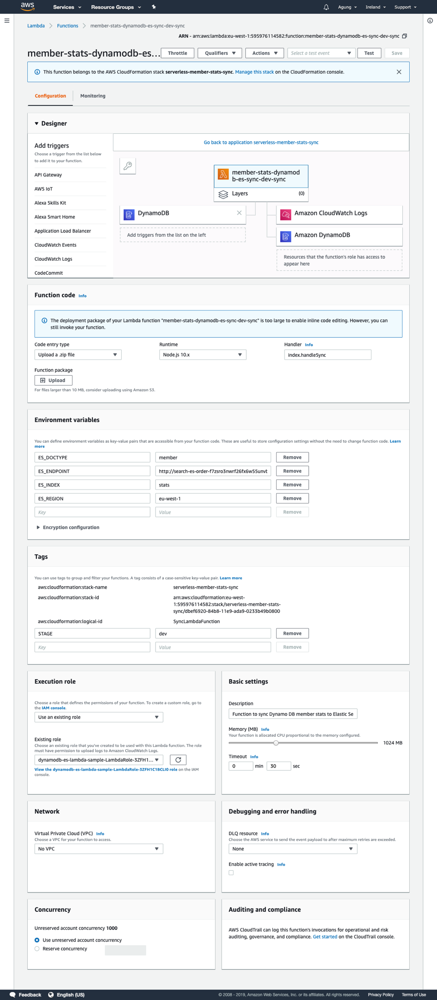 aws
Services
Resource Groups
Agung
Ireland
Support
Lambda
Functions
member-stats-dynamodb-es-sync-dev-sync
ARN - arn:aws:lambda:eu-west-1:595976114582:function:member-stats-dynamodb-es-sync-dev-sync
member-stats-dynamodb-es...
Throttle
Qualifiers
Actions
Select a test event
Test
Save
This function belongs to the AWS CloudFormation stack serverless-member-stats-sync. Manage this stack on the CloudFormation console.
Configuration
Monitoring
Designer
Add triggers
Choose a trigger from the list below
to add it to your function.
API Gateway
AWS IoT
Alexa Skills Kit
Alexa Smart Home
Application Load Balancer
CloudWatch Events
CloudWatch Logs
CodeCommit
Go back to application serverless-member-stats-sync
member-stats-dynamod
b-es-sync-dev-sync
Layers
(0)
DynamoDB
Add triggers from the list on the left
Amazon CloudWatch Logs
Amazon DynamoDB
Resources that the function's role has access to
appear here
Function code Info
The deployment package of your Lambda function "member-stats-dynamodb-es-sync-dev-sync" is too large to enable inline code editing. However, you can
still invoke your function.
Code entry type
Upload a .zip file
Runtime
Node.js 10.x
Handler Info
index.handleSync
Function package
Upload
For files larger than 10 MB, consider uploading using Amazon S3.
Environment variables
You can define environment variables as key-value pairs that are accessible from your function code. These are useful to store configuration settings without the need to change function code. Learn
more
ES_DOCTYPE
member
Remove
ES_ENDPOINT
http://search-es-order-f7zsro3nwrf26fx6w55unvt
Remove
ES_INDEX
stats
Remove
ES_REGION
eu-west-1
Remove
Key
Value
Remove
Encryption configuration
Tags
You can use tags to group and filter your functions. A tag consists of a case-sensitive key-value pair. Learn more
aws:cloudformation:stack-name
serverless-member-stats-sync
aws:cloudformation:stack-id
arn:aws:cloudformation:eu-west-
1:595976114582:stack/serverless-member-stats-
sync/dbef6920-84b8-11e9-ada9-0233b49b0800
aws:cloudformation:logical-id
SyncLambdaFunction
STAGE
dev
Remove
Key
Value
Remove
Execution role
Choose a role that defines the permissions of your function. To create a custom role, go to
the IAM console.
Use an existing role
Existing role
Choose an existing role that you've created to be used with this Lambda function. The role
must have permission to upload logs to Amazon CloudWatch Logs.
dynamodb-es-lambda-sample-LambdaRole-3ZFH1...
View the dynamodb-es-lambda-sample-LambdaRole-3ZFH1C1BCLI0 role on the IAM
console.
Basic settings
Description
Function to sync Dynamo DB member stats to Elastic Se
Memory (MB) Info
Your function is allocated CPU proportional to the memory configured.
1024 MB
Timeout Info
0
min
30
sec
Network
Virtual Private Cloud (VPC) Info
Choose a VPC for your function to access.
No VPC
Debugging and error handling
DLQ resource Info
Choose the AWS service to send the event payload to after maximum retries are exceeded.
None
Enable active tracing Info
Concurrency
Unreserved account concurrency 1000
Use unreserved account concurrency
Reserve concurrency
Auditing and compliance
AWS CloudTrail can log this function's invocations for operational and risk
auditing, governance, and compliance. Get started on the CloudTrail console.
Feedback
English (US)
© 2008 - 2019, Amazon Web Services, Inc. or its affiliates. All rights reserved.
Privacy Policy
Terms of Use